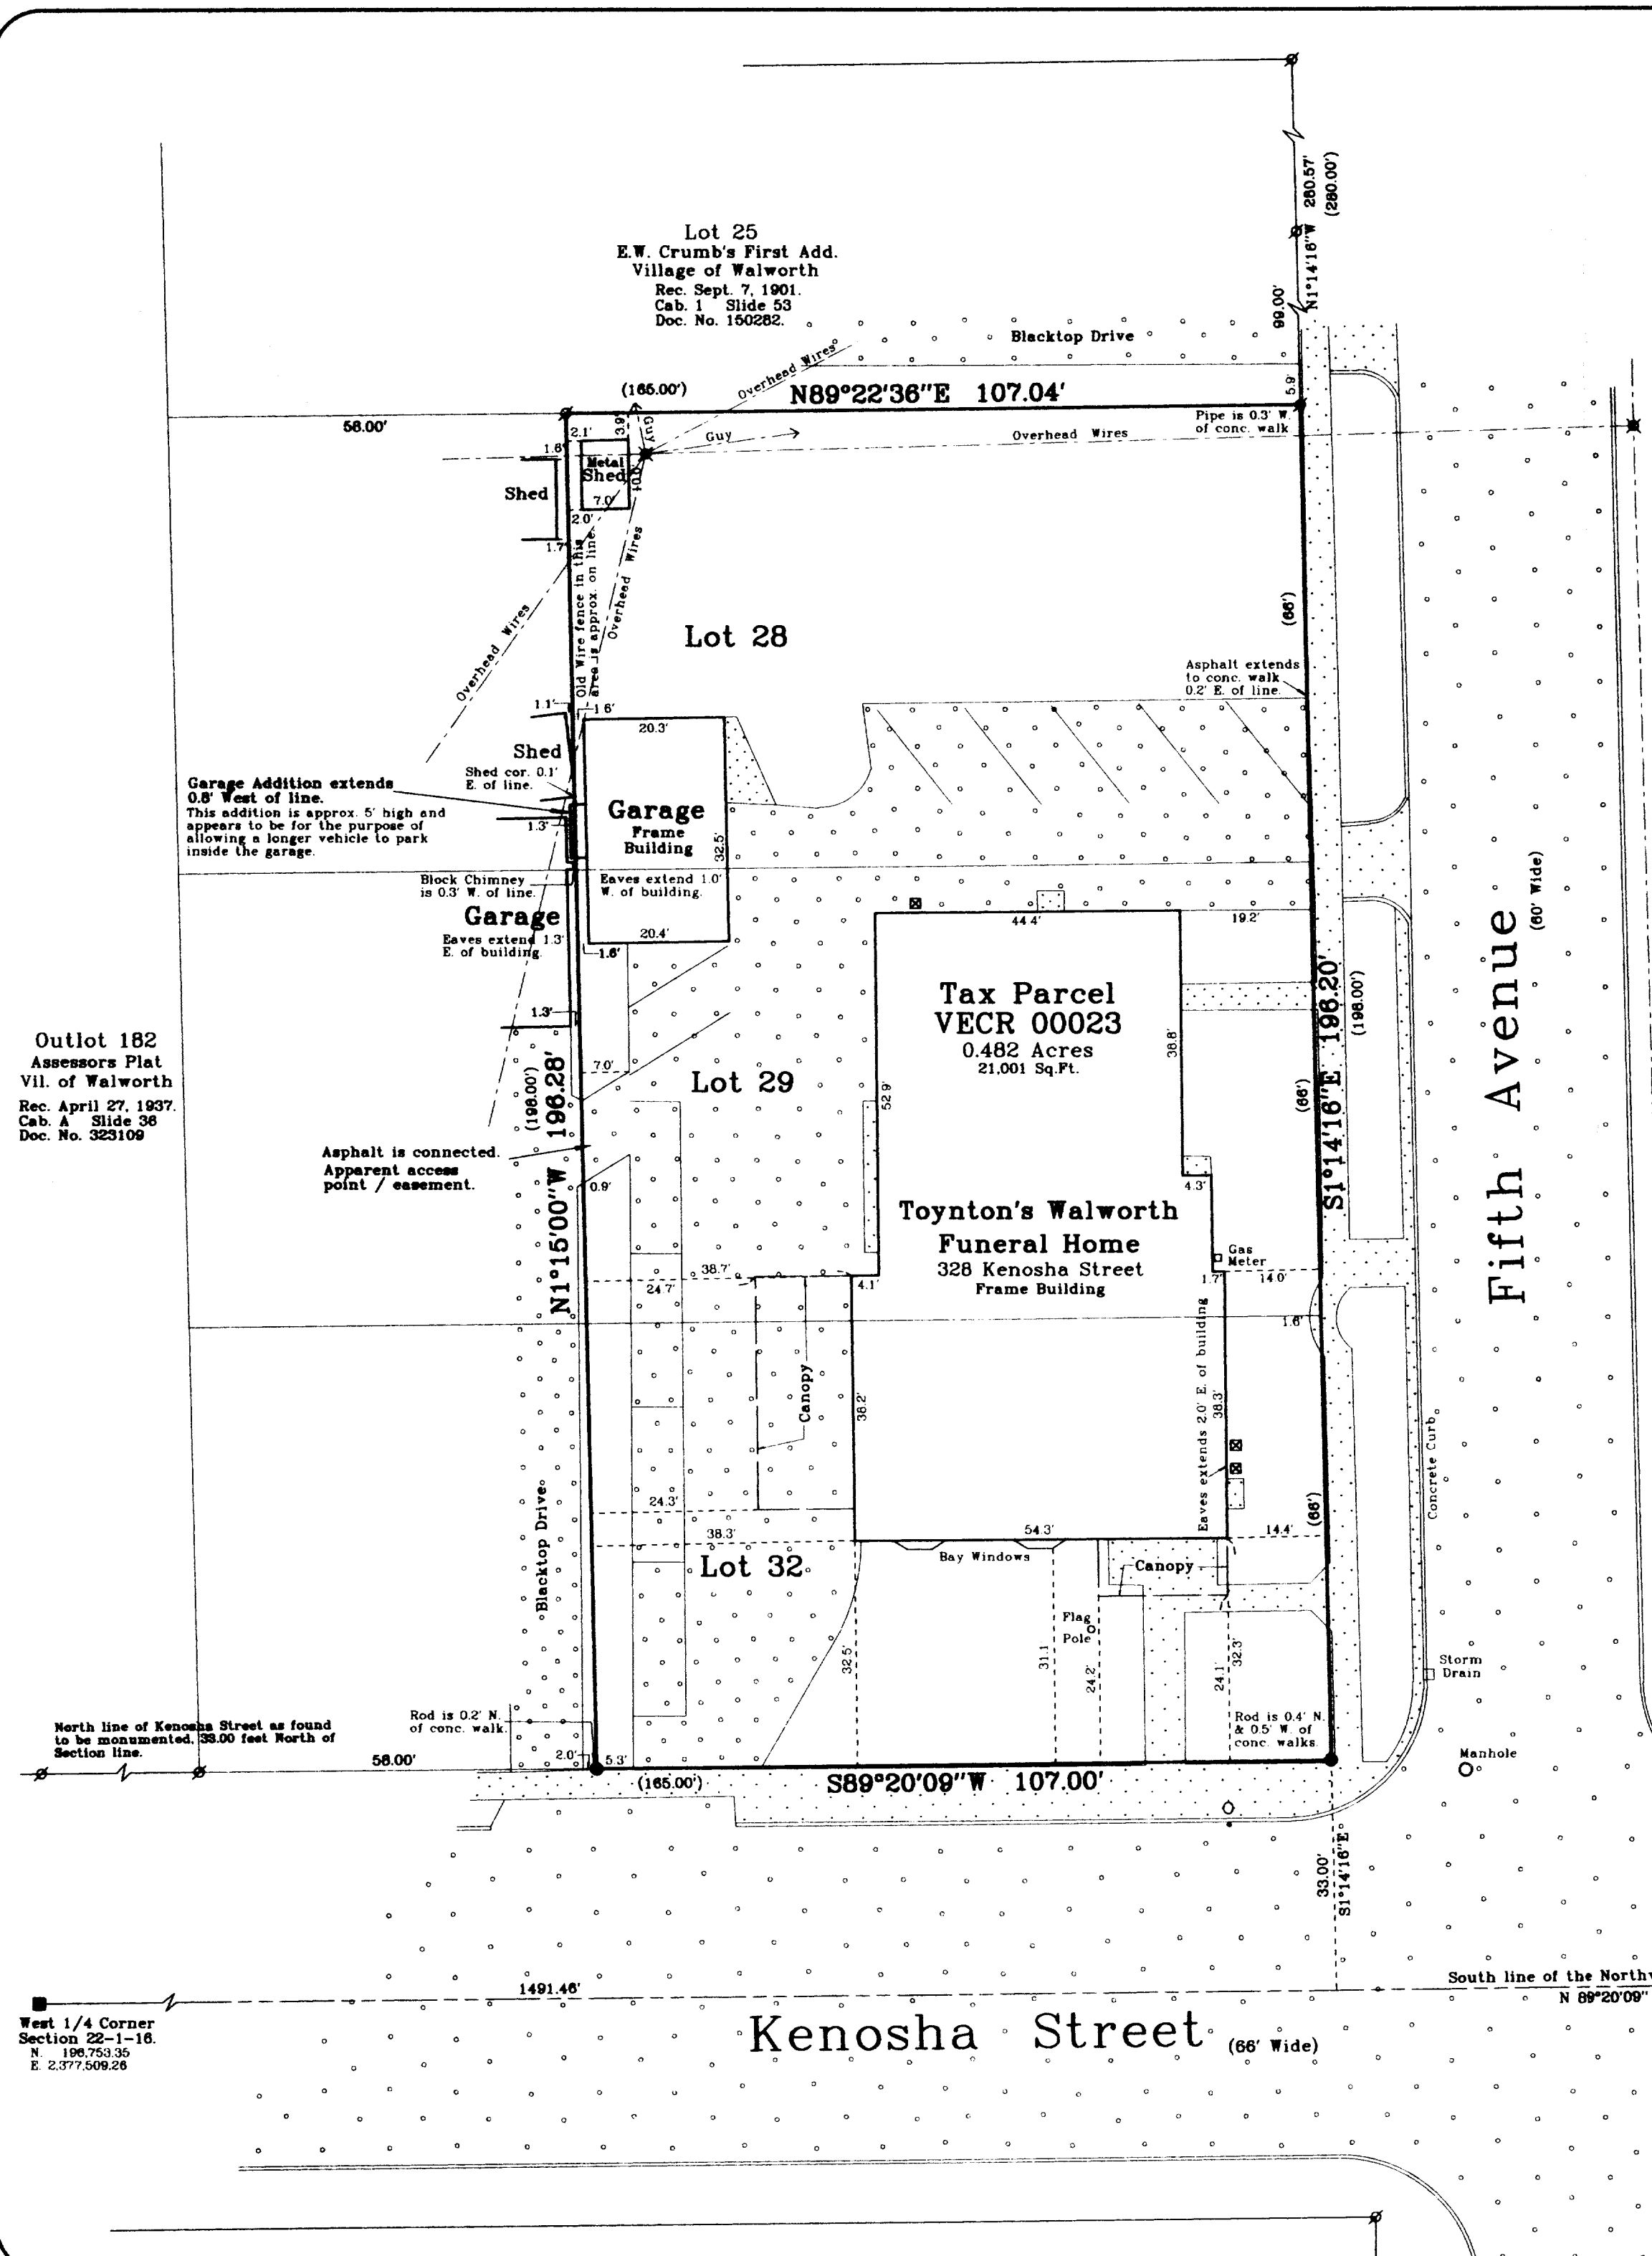 Lot 25
E.W. Crumb's First Add.
Village of Walworth
Rec. Sept. 7, 1901.
Cab. 1 Slide 53
Doc. No. 150282.
N1°14'16"W 260.57'
(260.00')
99.00'
Blacktop Drive
Overhead Wires
(165.00')
N89°22'36"E 107.04'
5.9'
58.00'
Pipe is 0.3' W.
of conc. walk
Guy
Guy
Overhead Wires
2.1'
3.9'
1.6'
Metal
Shed
10.0'
7.0'
Shed
2.0'
1.7'
Old Wire fence in this
area is approx. on line.
Overhead Wires
Overhead Wires
(66')
Lot 28
Asphalt extends
to conc. walk
0.2' E. of line.
1.1'
1.6'
20.3'
Shed
Shed cor. 0.1'
E. of line.
Garage Addition extends
0.8' West of line.
This addition is approx. 5' high and
appears to be for the purpose of
allowing a longer vehicle to park
inside the garage.
1.3'
Garage
Frame
Building
32.5'
Block Chimney
is 0.3' W. of line.
Eaves extend 1.0'
W. of building.
Garage
Eaves extend 1.3'
E. of building.
20.4'
1.6'
44.4'
19.2'
Fifth Avenue
(60' Wide)
Tax Parcel
VECR 00023
0.482 Acres
21,001 Sq.Ft.
38.8'
S1°14'16"E 196.20'
(198.00')
1.3'
Outlot 182
Assessors Plat
Vil. of Walworth
Rec. April 27, 1937.
Cab. A Slide 36
Doc. No. 323109
7.0'
Lot 29
52.9'
(66')
N1°15'00"W 196.28'
(198.00')
Asphalt is connected.
Apparent access
point / easement.
0.9'
4.3'
Toynton's Walworth
Funeral Home
328 Kenosha Street
Frame Building
Gas
Meter
38.7'
24.7'
4.1'
1.7'
14.0'
1.6'
Canopy
38.2'
Eaves extends 2.0' E. of building
38.3'
Concrete Curb
Blacktop Drive
24.3'
38.3'
54.3'
14.4'
(66')
Bay Windows
Canopy
Lot 32
Flag
Pole
32.5'
31.1
24.2'
24.1'
32.3'
Storm
Drain
Rod is 0.2' N.
of conc. walk.
Rod is 0.4' N.
& 0.5' W. of
conc. walks.
North line of Kenosha Street as found
to be monumented, 33.00 feet North of
Section line.
58.00'
2.0'
5.3'
(165.00')
S89°20'09"W 107.00'
Manhole
33.00'
S1°14'16"E
1491.46'
South line of the North
N 89°20'09"
West 1/4 Corner
Section 22-1-16.
N. 196,753.35
E. 2,377,509.26
Kenosha Street (66' Wide)